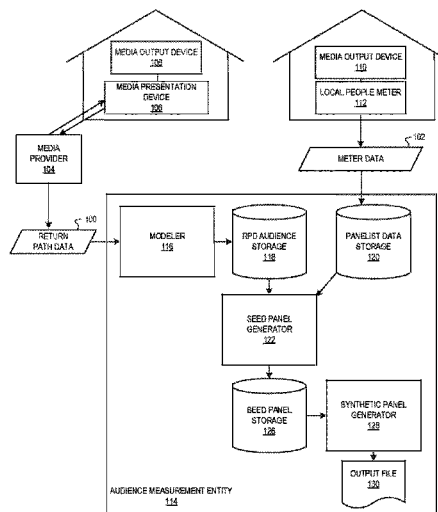 MEDIA OUTPUT DEVICE
108
MEDIA PRESENTATION
DEVICE
106
MEDIA OUTPUT DEVICE
110
LOCAL PEOPLE METER
112
MEDIA
PROVIDER
104
102
METER DATA
100
RETURN
PATH DATA
MODELER
116
RPD AUDIENCE
STORAGE
118
PANELIST DATA
STORAGE
120
SEED PANEL
GENERATOR
122
SEED PANEL
STORAGE
126
SYNTHETIC PANEL
GENERATOR
128
OUTPUT FILE
130
AUDIENCE MEASUREMENT ENTITY
114